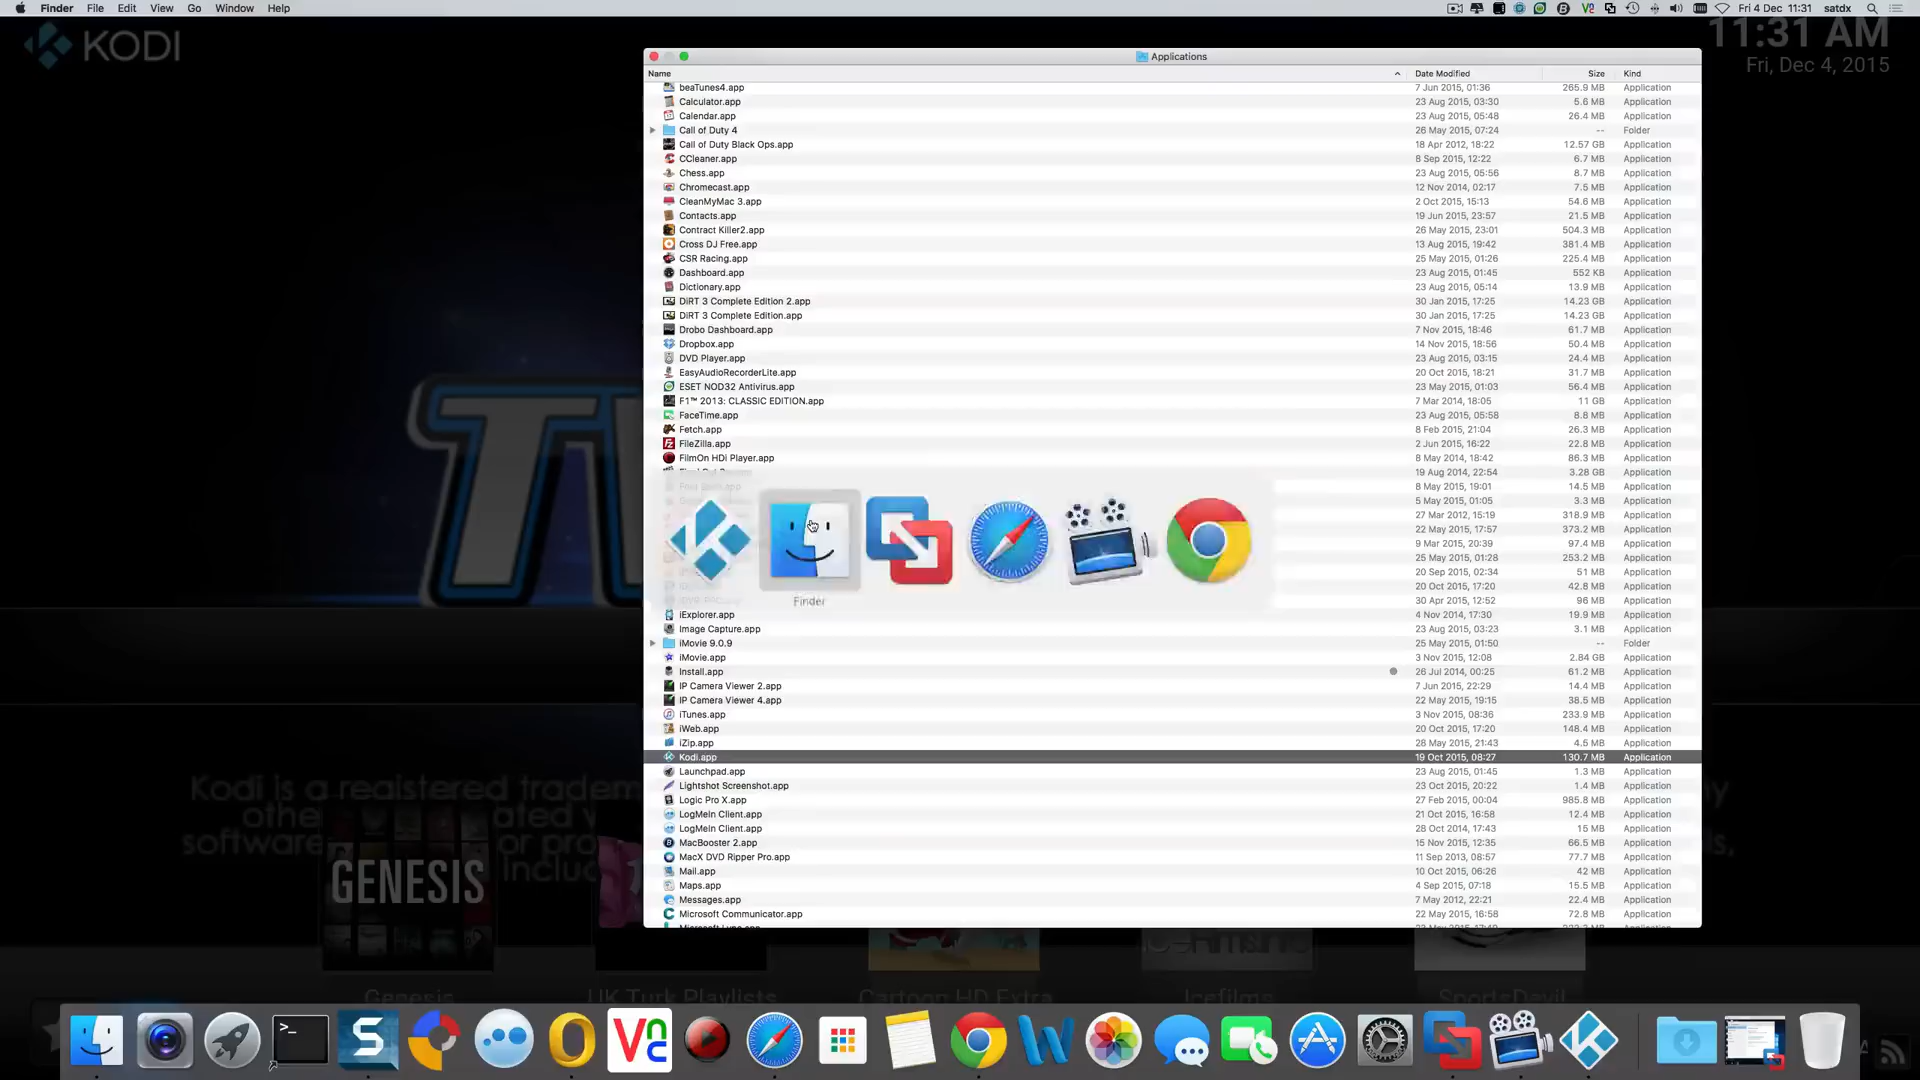 Finder File Edit View Go Window Help
Fri 4 Dec 11:31 satdx
KODI
11:31 AM
Fri, Dec 4, 2015
Applications
Name Date Modified Size Kind
beaTunes4.app 7 Jun 2015, 01:36 265.9 MB Application
Calculator.app 23 Aug 2015, 03:30 5.6 MB Application
Calendar.app 23 Aug 2015, 05:48 26.4 MB Application
Call of Duty 4 26 May 2015, 07:24 -- Folder
Call of Duty Black Ops.app 18 Apr 2012, 18:22 12.57 GB Application
CCleaner.app 8 Sep 2015, 12:22 6.7 MB Application
Chess.app 23 Aug 2015, 05:56 8.7 MB Application
Chromecast.app 12 Nov 2014, 02:17 7.5 MB Application
CleanMyMac 3.app 2 Oct 2015, 15:13 54.6 MB Application
Contacts.app 19 Jun 2015, 23:57 21.5 MB Application
Contract Killer2.app 26 May 2015, 23:01 504.3 MB Application
Cross DJ Free.app 13 Aug 2015, 19:42 381.4 MB Application
CSR Racing.app 25 May 2015, 01:26 225.4 MB Application
Dashboard.app 23 Aug 2015, 01:45 552 KB Application
Dictionary.app 23 Aug 2015, 05:14 13.9 MB Application
DiRT 3 Complete Edition 2.app 30 Jan 2015, 17:25 14.23 GB Application
DiRT 3 Complete Edition.app 30 Jan 2015, 17:25 14.23 GB Application
Drobo Dashboard.app 7 Nov 2015, 18:46 61.7 MB Application
Dropbox.app 14 Nov 2015, 18:56 50.4 MB Application
DVD Player.app 23 Aug 2015, 03:15 24.4 MB Application
EasyAudioRecorderLite.app 20 Oct 2015, 18:21 31.7 MB Application
ESET NOD32 Antivirus.app 23 May 2015, 01:03 56.4 MB Application
F1™ 2013: CLASSIC EDITION.app 7 Mar 2014, 18:05 11 GB Application
FaceTime.app 23 Aug 2015, 05:58 8.8 MB Application
Fetch.app 8 Feb 2015, 21:04 26.3 MB Application
FileZilla.app 2 Jun 2015, 16:22 22.8 MB Application
FilmOn HDi Player.app 8 May 2014, 18:42 86.3 MB Application
19 Aug 2014, 22:54 3.28 GB Application
8 May 2015, 19:01 14.5 MB Application
5 May 2015, 01:05 3.3 MB Application
27 Mar 2012, 15:19 318.9 MB Application
22 May 2015, 17:57 373.2 MB Application
9 Mar 2015, 20:39 97.4 MB Application
25 May 2015, 01:28 253.2 MB Application
20 Sep 2015, 02:34 51 MB Application
20 Oct 2015, 17:20 42.8 MB Application
Finder 30 Apr 2015, 12:52 96 MB Application
iExplorer.app 4 Nov 2014, 17:30 19.9 MB Application
Image Capture.app 23 Aug 2015, 03:23 3.1 MB Application
iMovie 9.0.9 25 May 2015, 01:50 -- Folder
iMovie.app 3 Nov 2015, 12:08 2.84 GB Application
Install.app 26 Jul 2014, 00:25 61.2 MB Application
IP Camera Viewer 2.app 7 Jun 2015, 22:29 14.4 MB Application
IP Camera Viewer 4.app 22 May 2015, 19:15 38.5 MB Application
iTunes.app 3 Nov 2015, 08:36 233.9 MB Application
iWeb.app 20 Oct 2015, 17:20 148.4 MB Application
iZip.app 28 May 2015, 21:43 4.5 MB Application
Kodi.app 19 Oct 2015, 08:27 130.7 MB Application
Launchpad.app 23 Aug 2015, 01:45 1.3 MB Application
Lightshot Screenshot.app 23 Oct 2015, 20:22 1.4 MB Application
Logic Pro X.app 27 Feb 2015, 00:04 985.8 MB Application
LogMeIn Client.app 21 Oct 2015, 16:58 12.4 MB Application
LogMeIn Client.app 28 Oct 2014, 17:43 15 MB Application
MacBooster 2.app 15 Nov 2015, 12:35 66.5 MB Application
MacX DVD Ripper Pro.app 11 Sep 2013, 08:57 77.7 MB Application
Mail.app 10 Oct 2015, 06:26 42 MB Application
Maps.app 4 Sep 2015, 07:18 15.5 MB Application
Messages.app 7 May 2012, 22:21 22.4 MB Application
Microsoft Communicator.app 22 May 2015, 16:58 72.8 MB Application
Kodi is a registered
GENESIS
Genesis UK Turk Playlists Cartoon HD Extra Icefilms SportsDevil